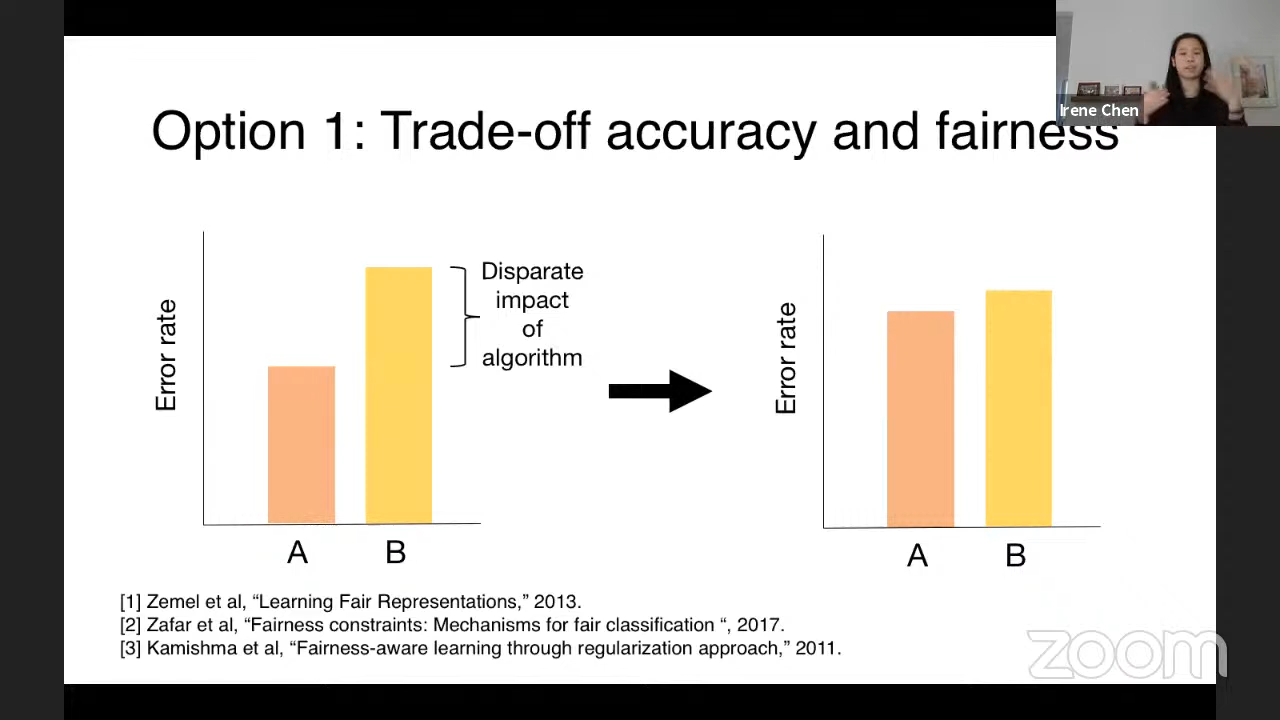 Irene Chen
Option 1: Trade-off accuracy and fairness
Error rate
Disparate
impact
of
algorithm
A
B
Error rate
A
B
[1] Zemel et al, “Learning Fair Representations,” 2013.
[2] Zafar et al, “Fairness constraints: Mechanisms for fair classification “, 2017.
[3] Kamishma et al, “Fairness-aware learning through regularization approach,” 2011.
zoom